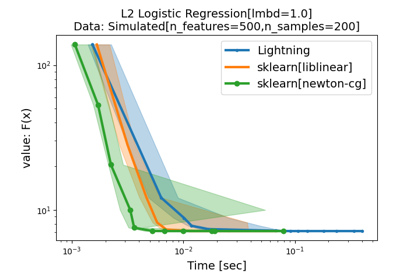 L2 Logistic Regression[lmbd=1.0]
Data: Simulated[n_features=500,n_samples=200]
Lightning
sklearn[liblinear]
sklearn[newton-cg]
value: F(x)
10²
10¹
10⁻³
10⁻²
10⁻¹
Time [sec]